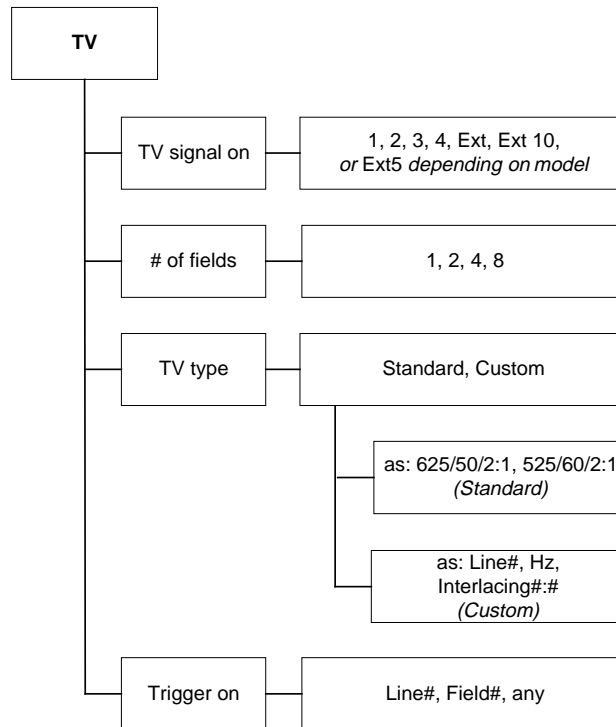 TV
TV signal on
1, 2, 3, 4, Ext, Ext 10,
or Ext5 depending on model
# of fields
1, 2, 4, 8
TV type
Standard, Custom
as: 625/50/2:1, 525/60/2:1
(Standard)
as: Line#, Hz,
Interlacing#:#
(Custom)
Trigger on
Line#, Field#, any